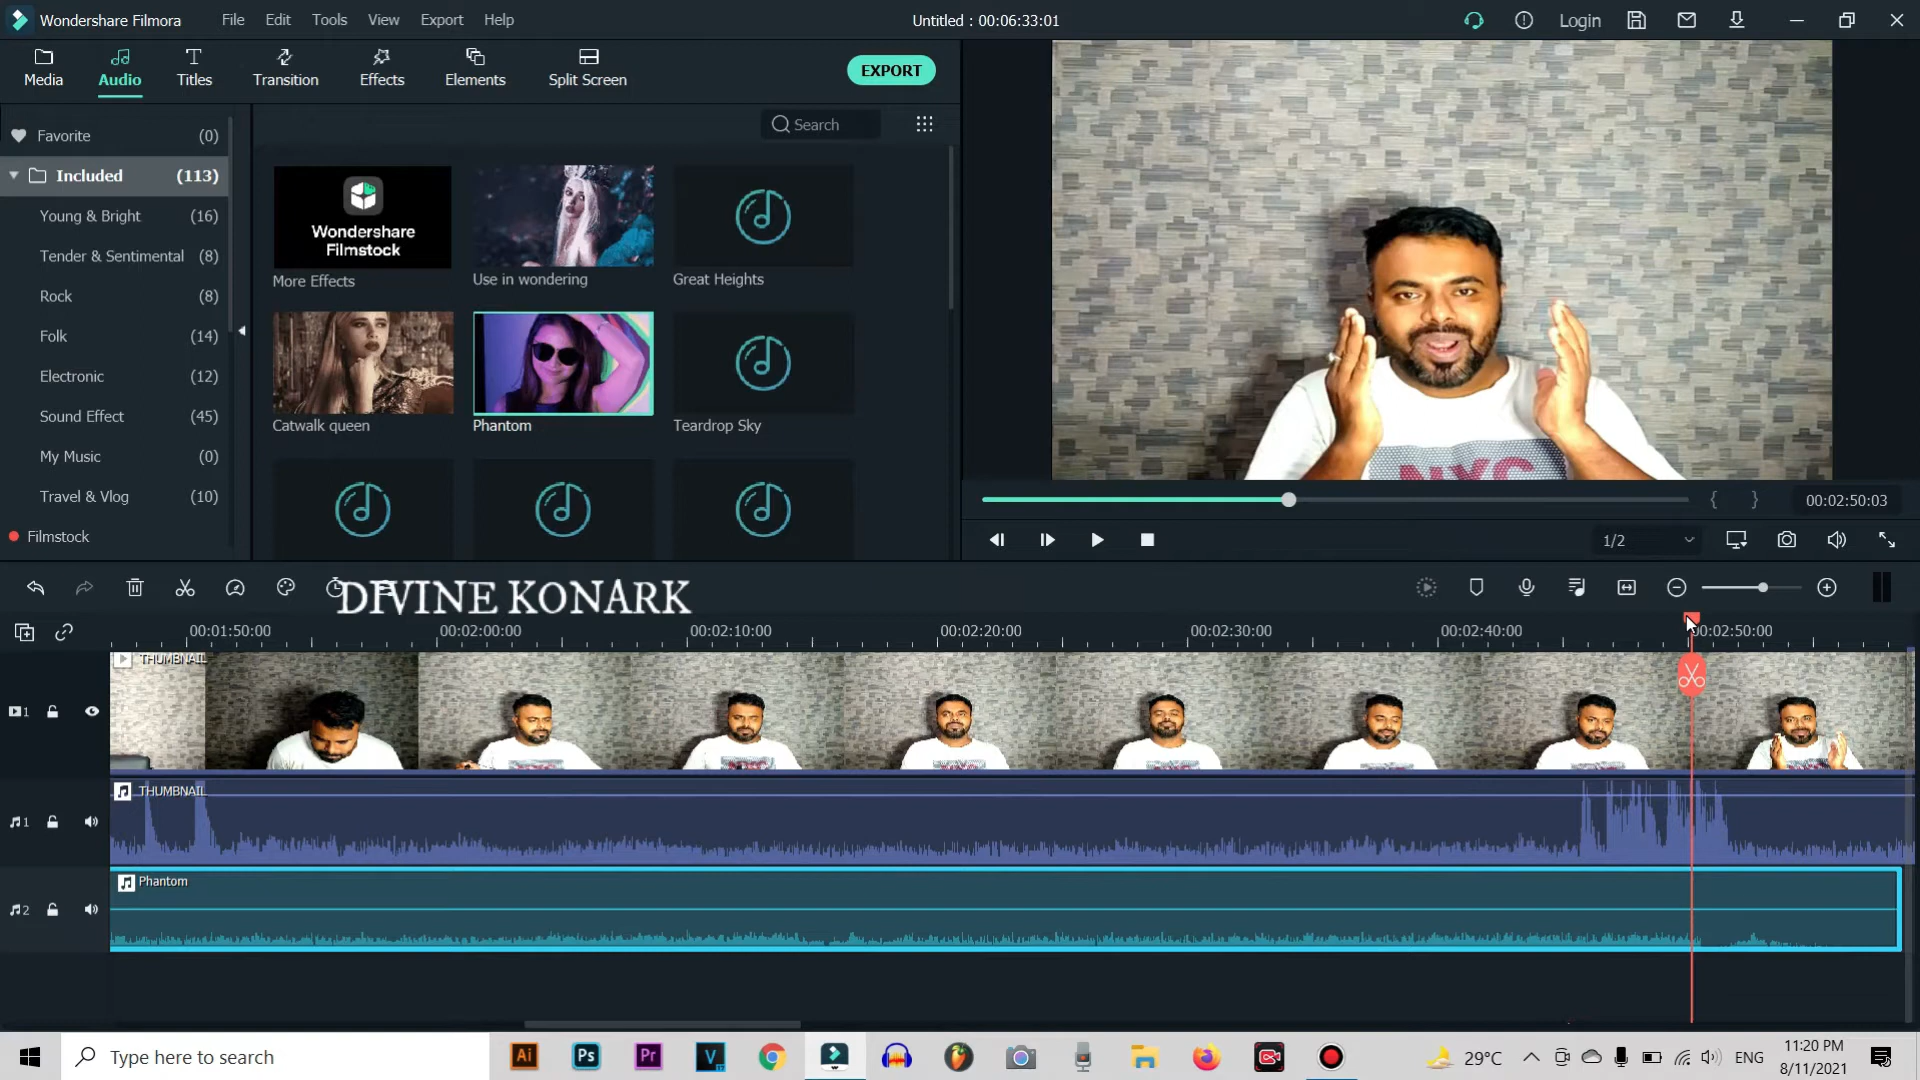 Wondershare Filmora File Edit Tools View Export Help Untitled : 00:06:33:01 Login
Media Audio Titles Transition Effects Elements Split Screen EXPORT
Favorite (0)
Search
Included (113)
Young & Bright (16)
Tender & Sentimental (8)
Rock (8)
Folk (14)
Electronic (12)
Sound Effect (45)
My Music (0)
Travel & Vlog (10)
Filmstock
Wondershare
Filmstock
More Effects
Use in wondering
Great Heights
Catwalk queen
Phantom
Teardrop Sky
NYC
00:02:50:03
1/2
DIVINE KONARK
00:01:50:00 00:02:00:00 00:02:10:00 00:02:20:00 00:02:30:00 00:02:40:00 00:02:50:00
THUMBNAIL
1
THUMBNAIL
1
Phantom
2
Type here to search
Ai Ps Pr V
29°C ENG
11:20 PM
8/11/2021